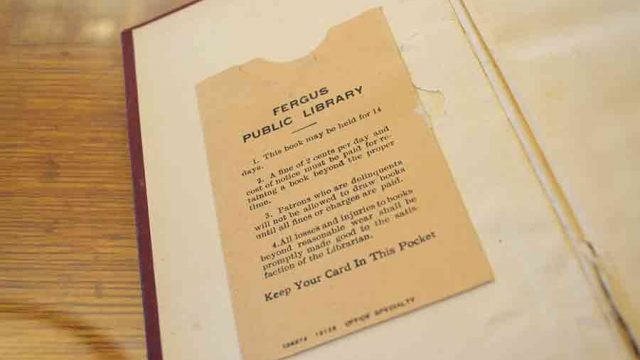 FERGUS
PUBLIC LIBRARY
1. This book may be held for 14
days.
2. A fine of 2 cents per day and
cost of notice must be paid for re-
taining a book beyond the proper
time.
3. Patrons who are delinquents
will not be allowed to draw books
until all fines or charges are paid.
4.All losses and injuries to books
beyond reasonable wear shall be
promptly made good to the satis-
faction of the Librarian.
Keep Your Card In This Pocket
OFFICE SPECIALTY